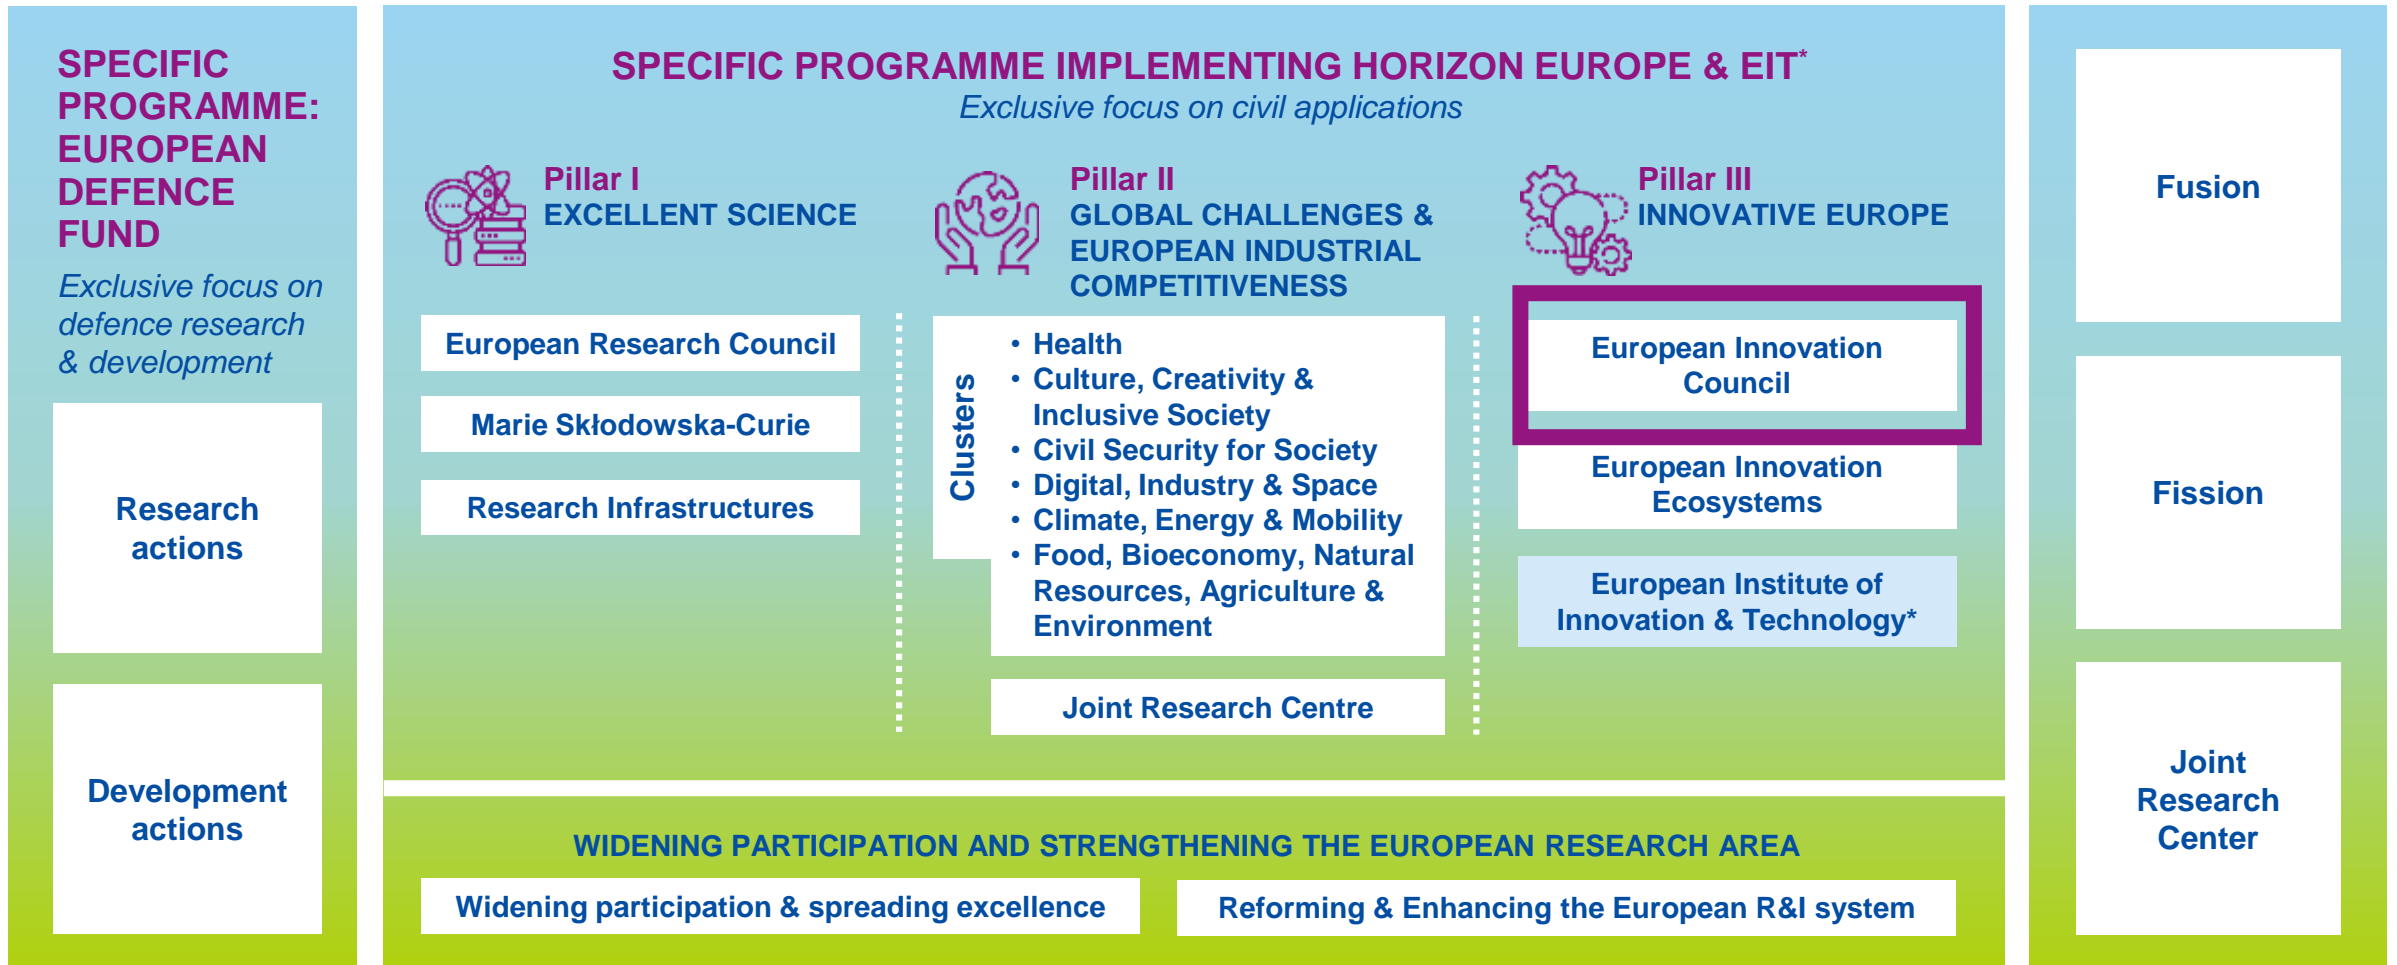 SPECIFIC
PROGRAMME:
EUROPEAN
DEFENCE
FUND
Exclusive focus on
defence research
& development
Research
actions
Development
actions
SPECIFIC PROGRAMME IMPLEMENTING HORIZON EUROPE & EIT*
Exclusive focus on civil applications
Pillar I
EXCELLENT SCIENCE
European Research Council
Marie Skłodowska-Curie
Research Infrastructures
Pillar II
GLOBAL CHALLENGES &
EUROPEAN INDUSTRIAL
COMPETITIVENESS
Clusters
• Health
• Culture, Creativity &
Inclusive Society
• Civil Security for Society
• Digital, Industry & Space
• Climate, Energy & Mobility
• Food, Bioeconomy, Natural
Resources, Agriculture &
Environment
Joint Research Centre
Pillar III
INNOVATIVE EUROPE
European Innovation
Council
European Innovation
Ecosystems
European Institute of
Innovation & Technology*
WIDENING PARTICIPATION AND STRENGTHENING THE EUROPEAN RESEARCH AREA
Widening participation & spreading excellence
Reforming & Enhancing the European R&I system
Fusion
Fission
Joint
Research
Center